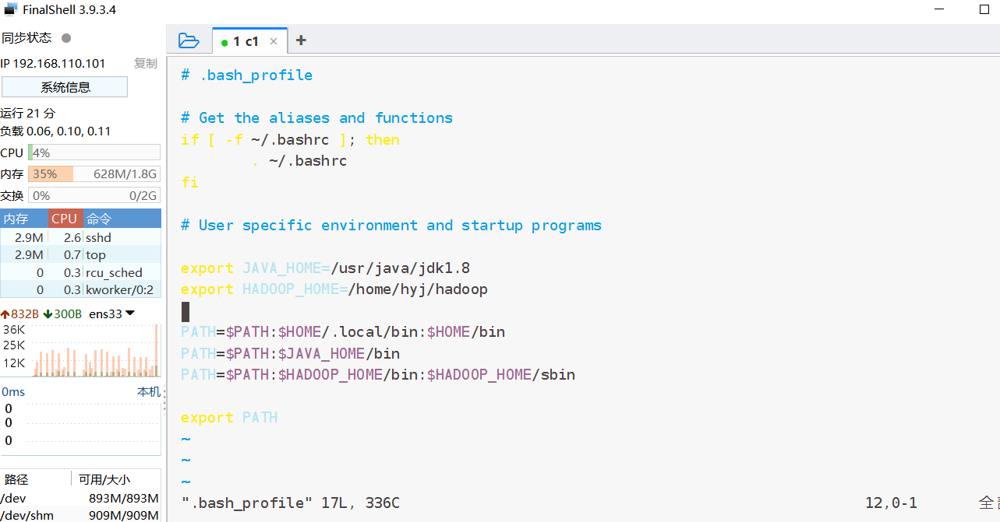 FinalShell 3.9.3.4
同步状态
IP 192.168.110.101 复制
系统信息
运行 21 分
负载 0.06, 0.10, 0.11
CPU 4%
内存 35% 628M/1.8G
交换 0% 0/2G
内存 CPU 命令
2.9M 2.6 sshd
2.9M 0.7 top
0 0.3 rcu_sched
0 0.3 kworker/0:2
832B 300B ens33
36K
25K
12K
0ms 本机
0
0
0
路径 可用/大小
/dev 893M/893M
/dev/shm 909M/909M
1 c1 × +
# .bash_profile
# Get the aliases and functions
if [ -f ~/.bashrc ]; then
. ~/.bashrc
fi
# User specific environment and startup programs
export JAVA_HOME=/usr/java/jdk1.8
export HADOOP_HOME=/home/hyj/hadoop
PATH=$PATH:$HOME/.local/bin:$HOME/bin
PATH=$PATH:$JAVA_HOME/bin
PATH=$PATH:$HADOOP_HOME/bin:$HADOOP_HOME/sbin
export PATH
~
~
~
".bash_profile" 17L, 336C 12,0-1 全